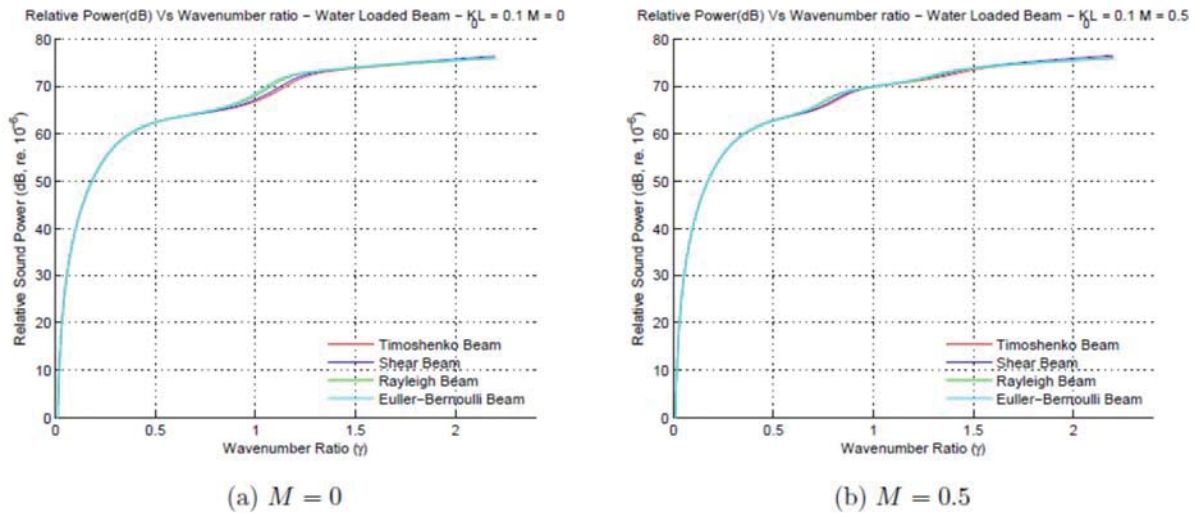 Relative Power(dB) Vs Wavenumber ratio − Water Loaded Beam − K0L = 0.1 M = 0
80
70
60
50
40
30
20
10
0
Relative Sound Power (dB, re. 10^-6)
0 0.5 1 1.5 2
Wavenumber Ratio (γ)
Timoshenko Beam
Shear Beam
Rayleigh Beam
Euller−Bernoulli Beam
(a) M = 0
Relative Power(dB) Vs Wavenumber ratio − Water Loaded Beam − K0L = 0.1 M = 0.5
80
70
60
50
40
30
20
10
0
Relative Sound Power (dB, re. 10^-6)
0 0.5 1 1.5 2
Wavenumber Ratio (γ)
Timoshenko Beam
Shear Beam
Rayleigh Beam
Euller−Bernoulli Beam
(b) M = 0.5